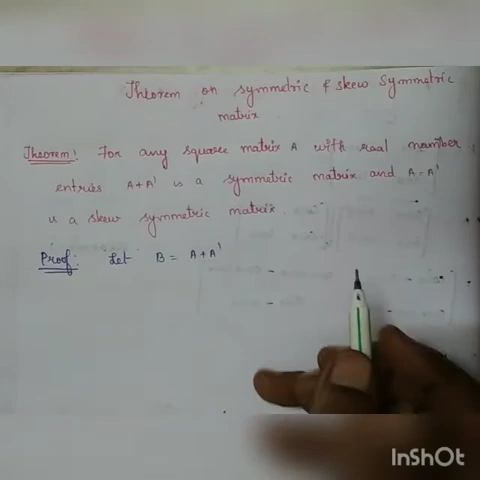 Theorem on symmetric & skew symmetric
matrix
Theorem: For any square matrix A with real number
entries A+A' is a symmetric matrix and A=A'
is a skew symmetric matrix.
Proof: Let B = A+A'
InShOt